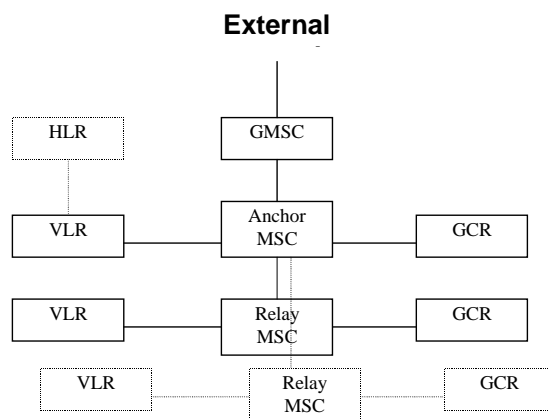 External
HLR
GMSC
VLR
Anchor
MSC
GCR
VLR
Relay
MSC
GCR
VLR
Relay
MSC
GCR